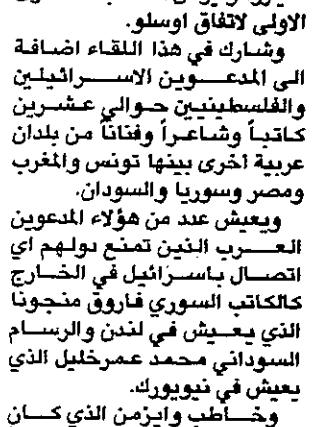 الاولى لاتفاق اوسلو.
وشارك في هذا اللقاء اضافة
الى المدعوين الاسرائيلين
والفلسطينيين حوالي عشرين
كاتباً وشاعراً وفناناً من بلدان
عربية أخرى بينها تونس والمغرب
ومصر وسوريا والسودان.
ويعيش عدد من هؤلاء المدعوين
العرب الذين تمنع دولهم اي
اتصال باسرائيل في الخارج
كالكاتب السوري فاروق منجونا
الذي يعيش في لندن والرسام
السوداني محمد عمرخليل الذي
يعيش في نيويورك.
وخاطب وايزمن الذي كان